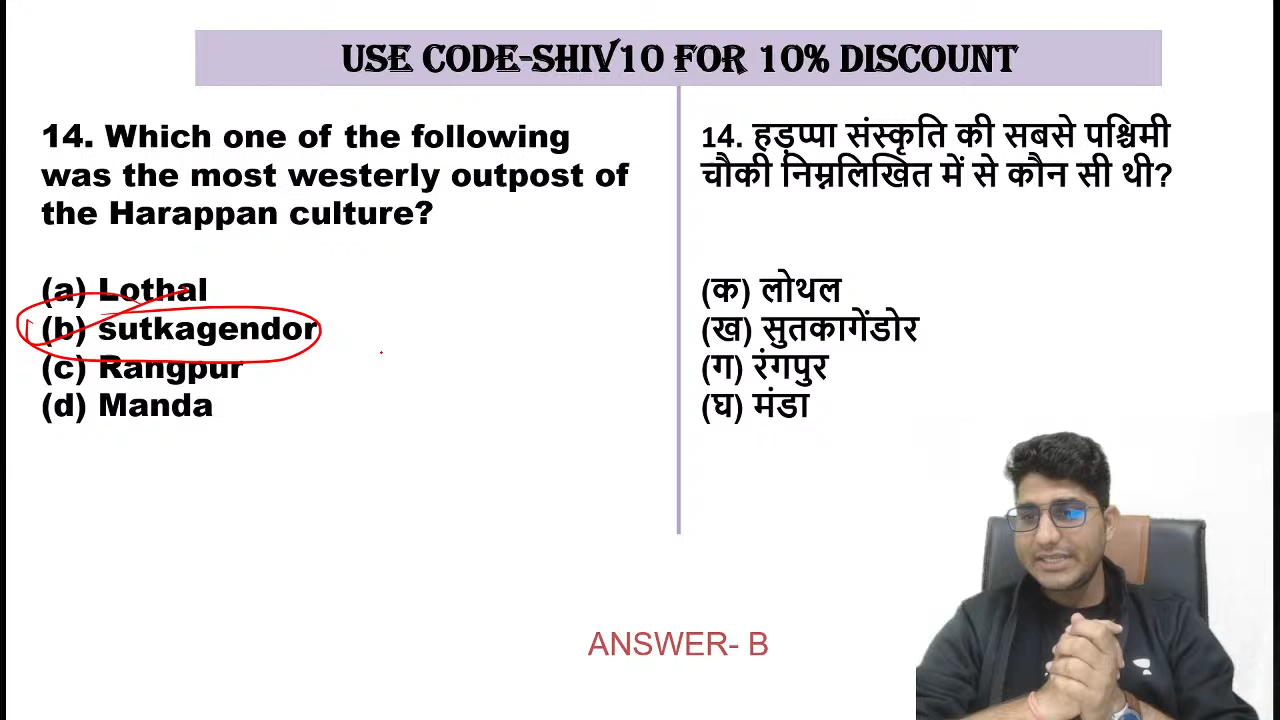 USE CODE-SHIV10 FOR 10% DISCOUNT
14. Which one of the following
was the most westerly outpost of
the Harappan culture?
(a) Lothal
(b) sutkagendor
(c) Rangpur
(d) Manda
14. हड़प्पा संस्कृति की सबसे पश्चिमी
चौकी निम्नलिखित में से कौन सी थी?
(क) लोथल
(ख) सुतकागेंडोर
(ग) रंगपुर
(घ) मंडा
ANSWER- B